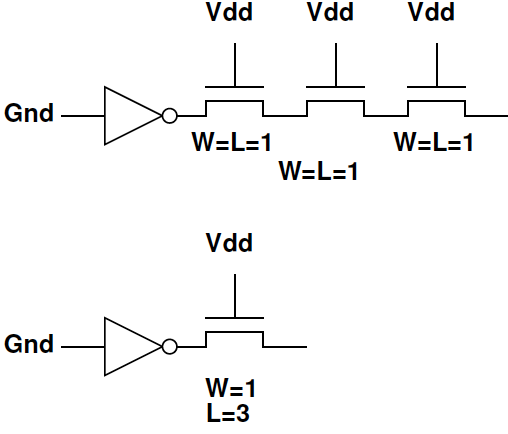 Vdd Vdd Vdd
Gnd
W=L=1 W=L=1
W=L=1
Vdd
Gnd
W=1
L=3